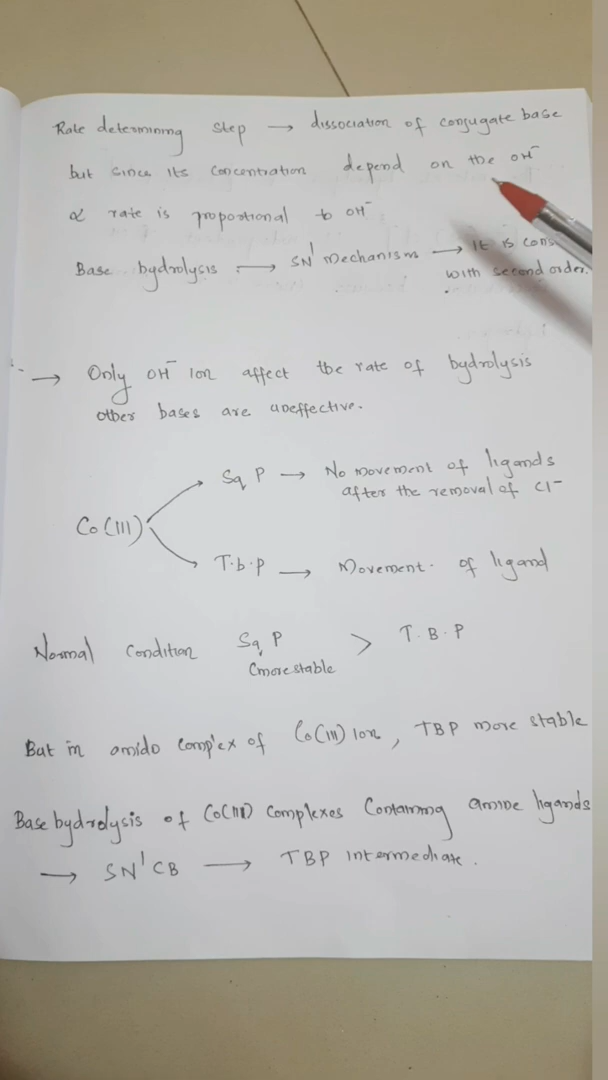 Rate determining step → dissociation of conjugate base
but since its concentration depend on the OH⁻
& rate is proportional to OH⁻
Base hydrolysis → SN¹ Mechanism → It is cons
with second order.
→ Only OH⁻ Ion affect the rate of hydrolysis
other bases are uneffective.
Sq P → No movement of ligands
after the removal of Cl⁻
Co(III)
T.b.p → Movement of ligand
Normal Condition Sq P > T.B.P
(more stable
But in amido complex of Co(III) Ion, TBP more stable
Base hydrolysis of Co(III) Complexes Containing amine ligands
→ SN¹CB → TBP Intermediate.